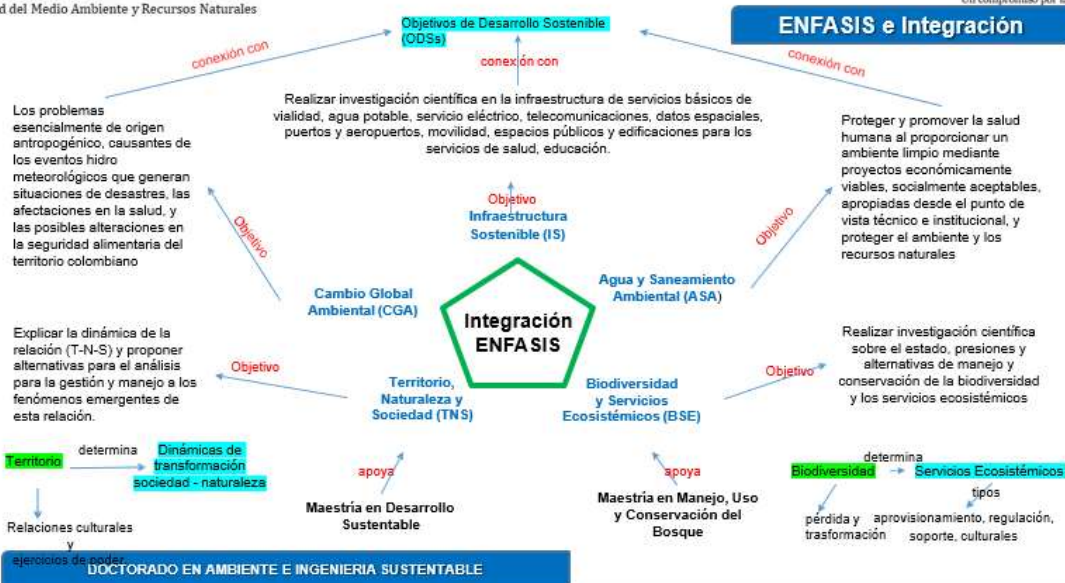 d del Medio Ambiente y Recursos Naturales
Un compromiso por
ENFASIS e Integración
Objetivos de Desarrollo Sostenible
(ODSs)
conexión con
conexión con
conexión con
Los problemas
esencialmente de origen
antropogénico, causantes de
los eventos hidro
meteorológicos que generan
situaciones de desastres, las
afectaciones en la salud, y
las posibles alteraciones en
la seguridad alimentaria del
territorio colombiano
Realizar investigación científica en la infraestructura de servicios básicos de
vialidad, agua potable, servicio eléctrico, telecomunicaciones, datos espaciales,
puertos y aeropuertos, movilidad, espacios públicos y edificaciones para los
servicios de salud, educación.
Proteger y promover la salud
humana al proporcionar un
ambiente limpio mediante
proyectos económicamente
viables, socialmente aceptables,
apropiadas desde el punto de
vista técnico e institucional, y
proteger el ambiente y los
recursos naturales
Objetivo
Objetivo
Objetivo
Infraestructura
Sostenible (IS)
Cambio Global
Ambiental (CGA)
Agua y Saneamiento
Ambiental (ASA)
Integración
ENFASIS
Explicar la dinámica de la
relación (T-N-S) y proponer
alternativas para el análisis
para la gestión y manejo a los
fenómenos emergentes de
esta relación.
Objetivo
Territorio,
Naturaleza y
Sociedad (TNS)
Biodiversidad
y Servicios
Ecosistémicos (BSE)
Objetivo
Realizar investigación científica
sobre el estado, presiones y
alternativas de manejo y
conservación de la biodiversidad
y los servicios ecosistémicos
Territorio
determina
Dinámicas de
transformación
sociedad - naturaleza
Relaciones culturales
y
ejercicios de poder
apoya
Maestría en Desarrollo
Sustentable
apoya
Maestría en Manejo, Uso
y Conservación del
Bosque
Biodiversidad
determina
Servicios Ecosistémicos
tipos
pérdida y
trasformación
aprovisionamiento, regulación,
soporte, culturales
DOCTORADO EN AMBIENTE E INGENIERIA SUSTENTABLE